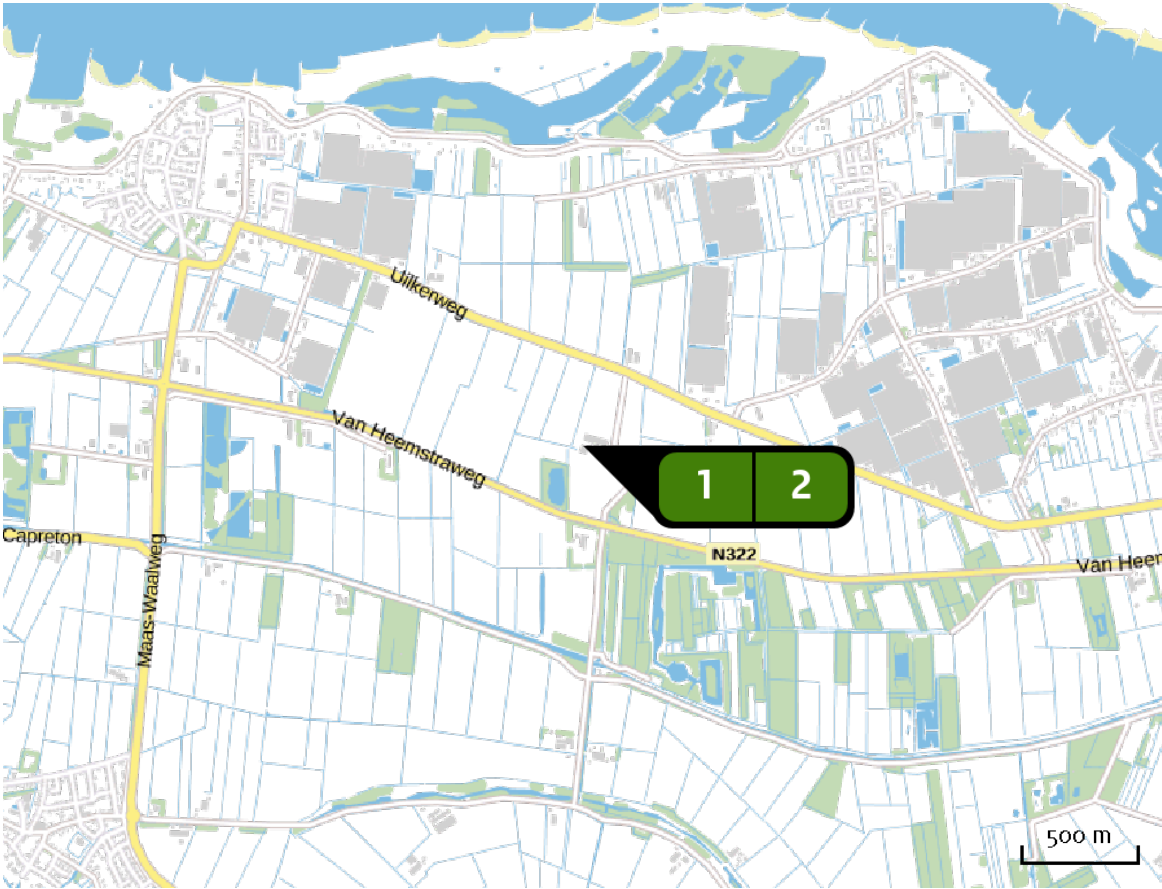 Uilkerweg
Van Heemstraweg
1 2
Capreton
N322
Van Heem
Maas-Waalweg
500 m